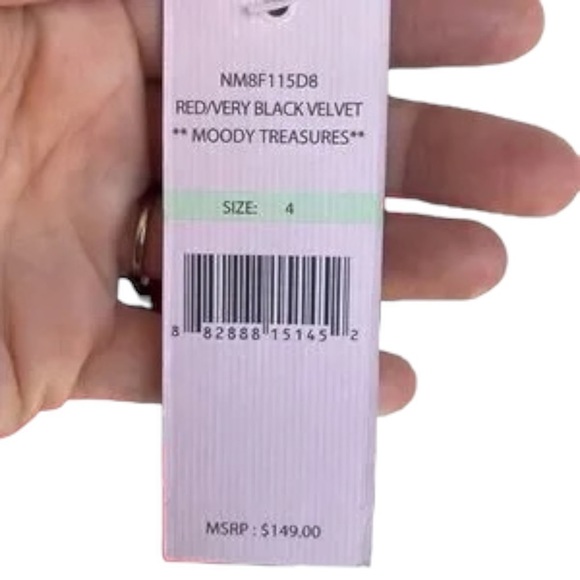 NM8F115D8
RED/VERY BLACK VELVET
** MOODY TREASURES**
SIZE: 4
8 82888 15145 2
MSRP : $149.00